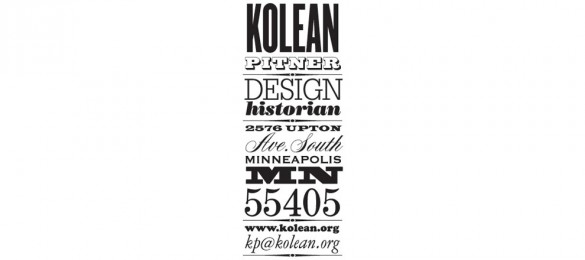 KOLEAN
PITNER
DESIGN
historian
2576 UPTON
Ave. South
MINNEAPOLIS
MN
55405
www.kolean.org
kp@kolean.org